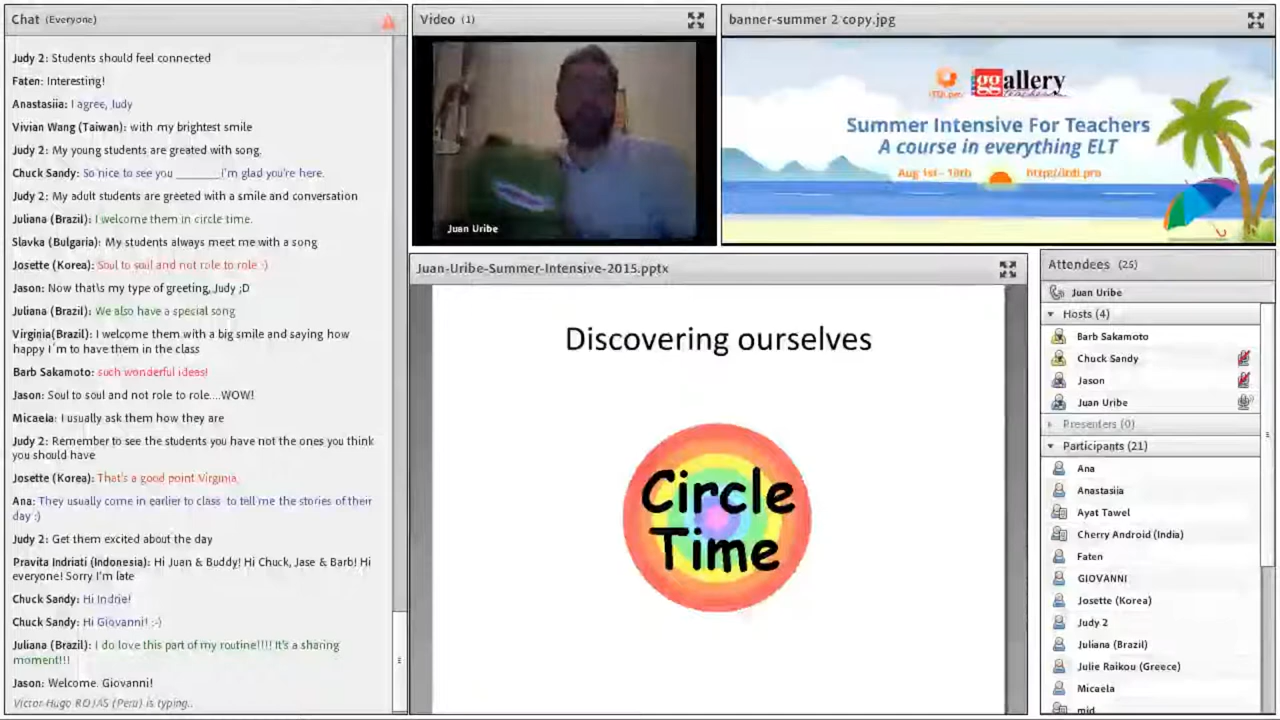 Chat (Everyone)
Judy 2: Students should feel connected
Faten: Interesting!
Anastasiia: I agree, Judy
Vivian Wang (Taiwan): with my brightest smile
Judy 2: My young students are greated with song,
Chuck Sandy: So nice to see you _______i'm glad you're here.
Judy 2: My adult students are greeted with a smile and conversation
Juliana (Brazil): I welcome them in circle time.
Slavka (Bulgaria): My students always meet me with a song
Josette (Korea): Soul to soul and not role to role :)
Jason: Now that\s my type of greeting, Judy ;D
Juliana (Brazil): We also have a special song
Virginia(Brazil): I welcome them with a big smile and saying how
happy I´m to have them in the class
Barb Sakamoto: such wonderful ideas!
Jason: Soul to soul and not role to role....WOW!
Micaela: I usually ask them how they are
Judy 2: Remember to see the students you have not the ones you think
you should have
Josette (Korea): That's a good point Virginia,
Ana: They usually come in earlier to class to tell me the stories of their
day :)
Judy 2: Get them excited about the day
Pravita Indriati (Indonesia): Hi Juan & Buddy! Hi Chuck, Jase & Barb! Hi
everyone! Sorry I'm late
Chuck Sandy: Hi Indrie!
Chuck Sandy: Hi Giovanni! :-)
Juliana (Brazil): I do love this part of my routine!!!! It's a sharing
moment!!!
Jason: Welcome. Giovanni!
Victor Hugo ROJAS (Peru) is typing..
Video (1)
Juan Uribe
banner-summer 2 copy.jpg
ggallery
Summer Intensive For Teachers
A course in everything ELT
Aug 1st - 10th http://itdi.pro
Juan-Uribe-Summer-Intensive-2015.pptx
Discovering ourselves
Circle
Time
Attendees (25)
Juan Uribe
Hosts (4)
Barb Sakamoto
Chuck Sandy
Jason
Juan Uribe
Presenters (0)
Participants (21)
Ana
Anastasiia
Ayat Tawel
Cherry Android (India)
Faten
GIOVANNI
Josette (Korea)
Judy 2
Juliana (Brazil)
Julie Raikou (Greece)
Micaela
mid